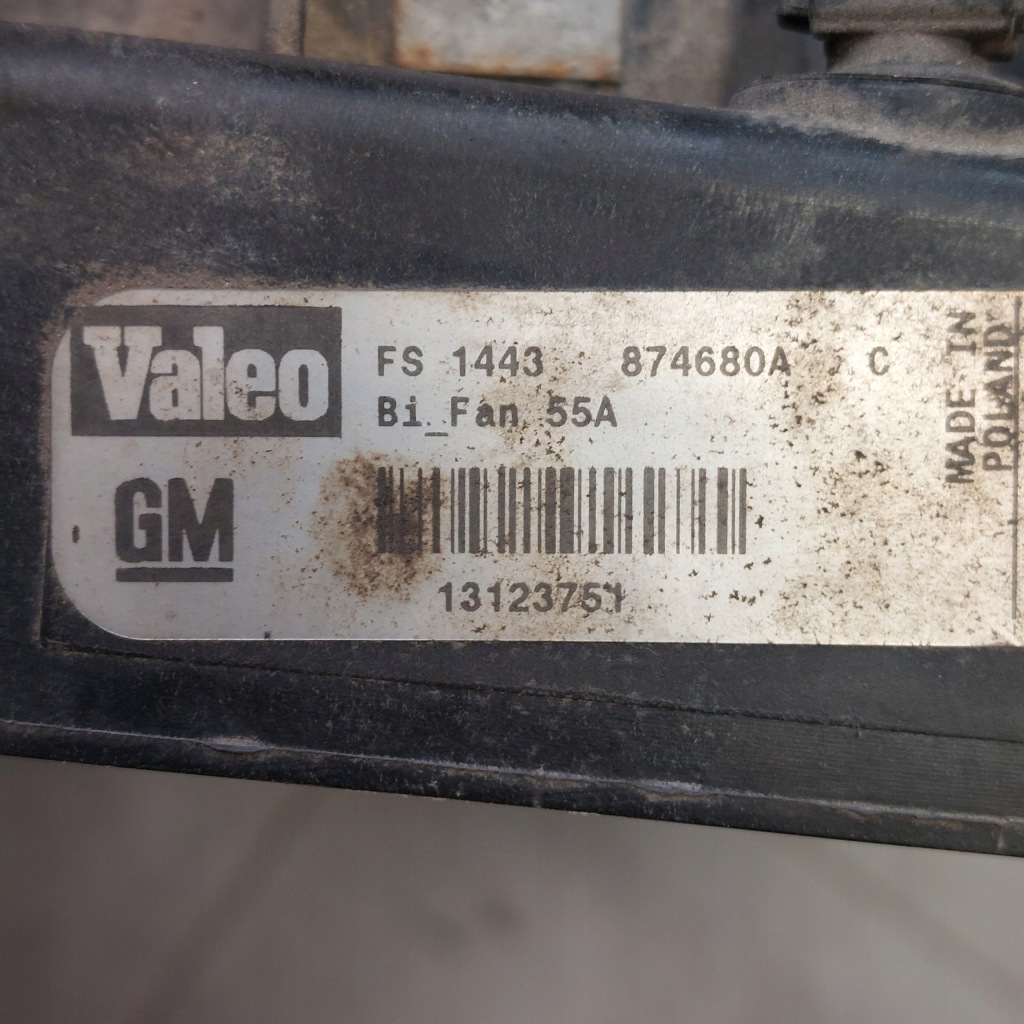 Valeo
FS 1443 874680A C
Bi_Fan 55A
GM
13123751
MADE IN
POLAND